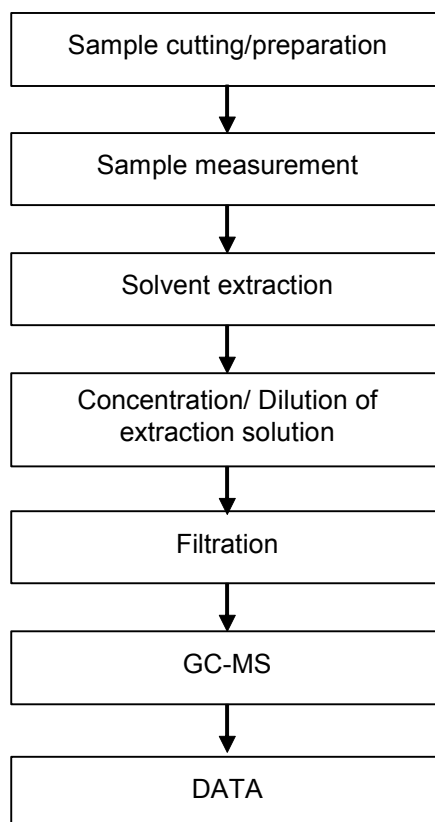 Sample cutting/preparation
Sample measurement
Solvent extraction
Concentration/ Dilution of
extraction solution
Filtration
GC-MS
DATA